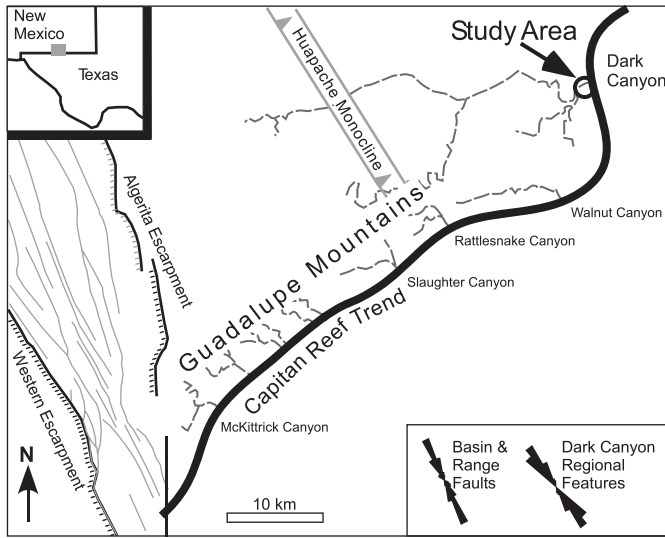 New
Mexico
Texas
Study Area
Dark
Canyon
Huapache Monocline
Algerita Escarpment
Guadalupe Mountains
Walnut Canyon
Rattlesnake Canyon
Slaughter Canyon
Capitan Reef Trend
Western Escarpment
McKittrick Canyon
N
10 km
Basin &
Range
Faults
Dark Canyon
Regional
Features